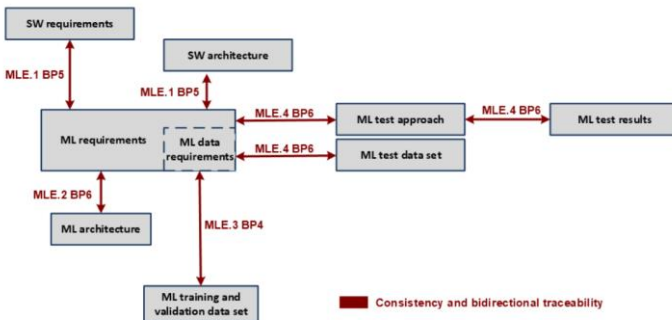 SW requirements
SW architecture
MLE.1 BP5
MLE.1 BP5
MLE.4 BP6
ML test approach
MLE.4 BP6
ML test results
ML requirements
ML data
requirements
MLE.4 BP6
ML test data set
MLE.2 BP6
ML architecture
MLE.3 BP4
ML training and
validation data set
Consistency and bidirectional traceability